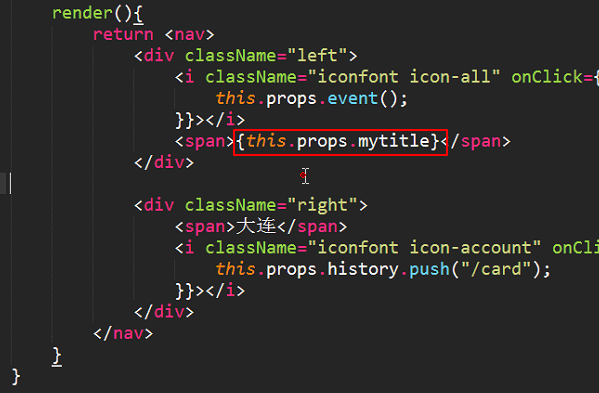 render(){
return <nav>
<div className="left">
<i className="iconfont icon-all" onClick={
this.props.event();
}}></i>
<span>{this.props.mytitle}</span>
</div>
<div className="right">
<span>大连</span>
<i className="iconfont icon-account" onCli
this.props.history.push("/card");
}}></i>
</div>
</nav>
}
}